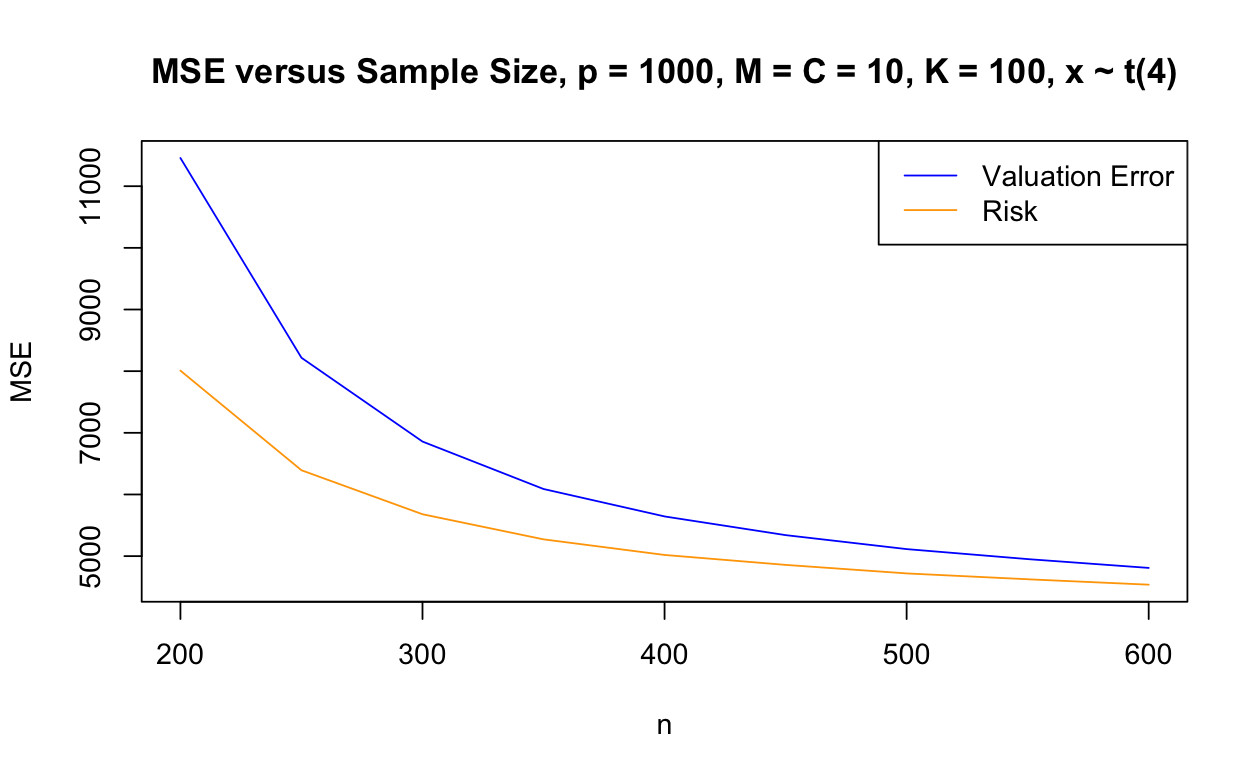 MSE versus Sample Size, p = 1000, M = C = 10, K = 100, x ~ t(4)
Valuation Error
Risk
MSE
11000
9000
7000
5000
200 300 400 500 600
n